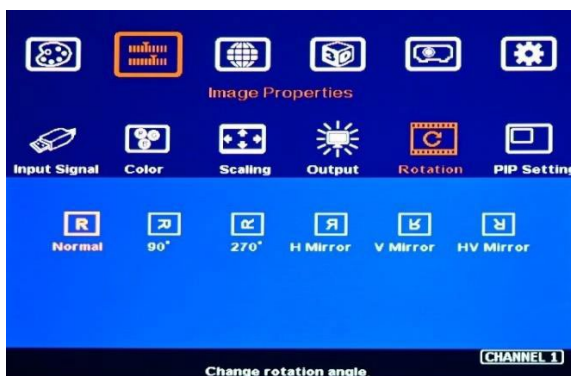 Image Properties
Input Signal Color Scaling Output Rotation PIP Setting
R
Normal 90° 270° H Mirror V Mirror HV Mirror
CHANNEL 1
Change rotation angle.